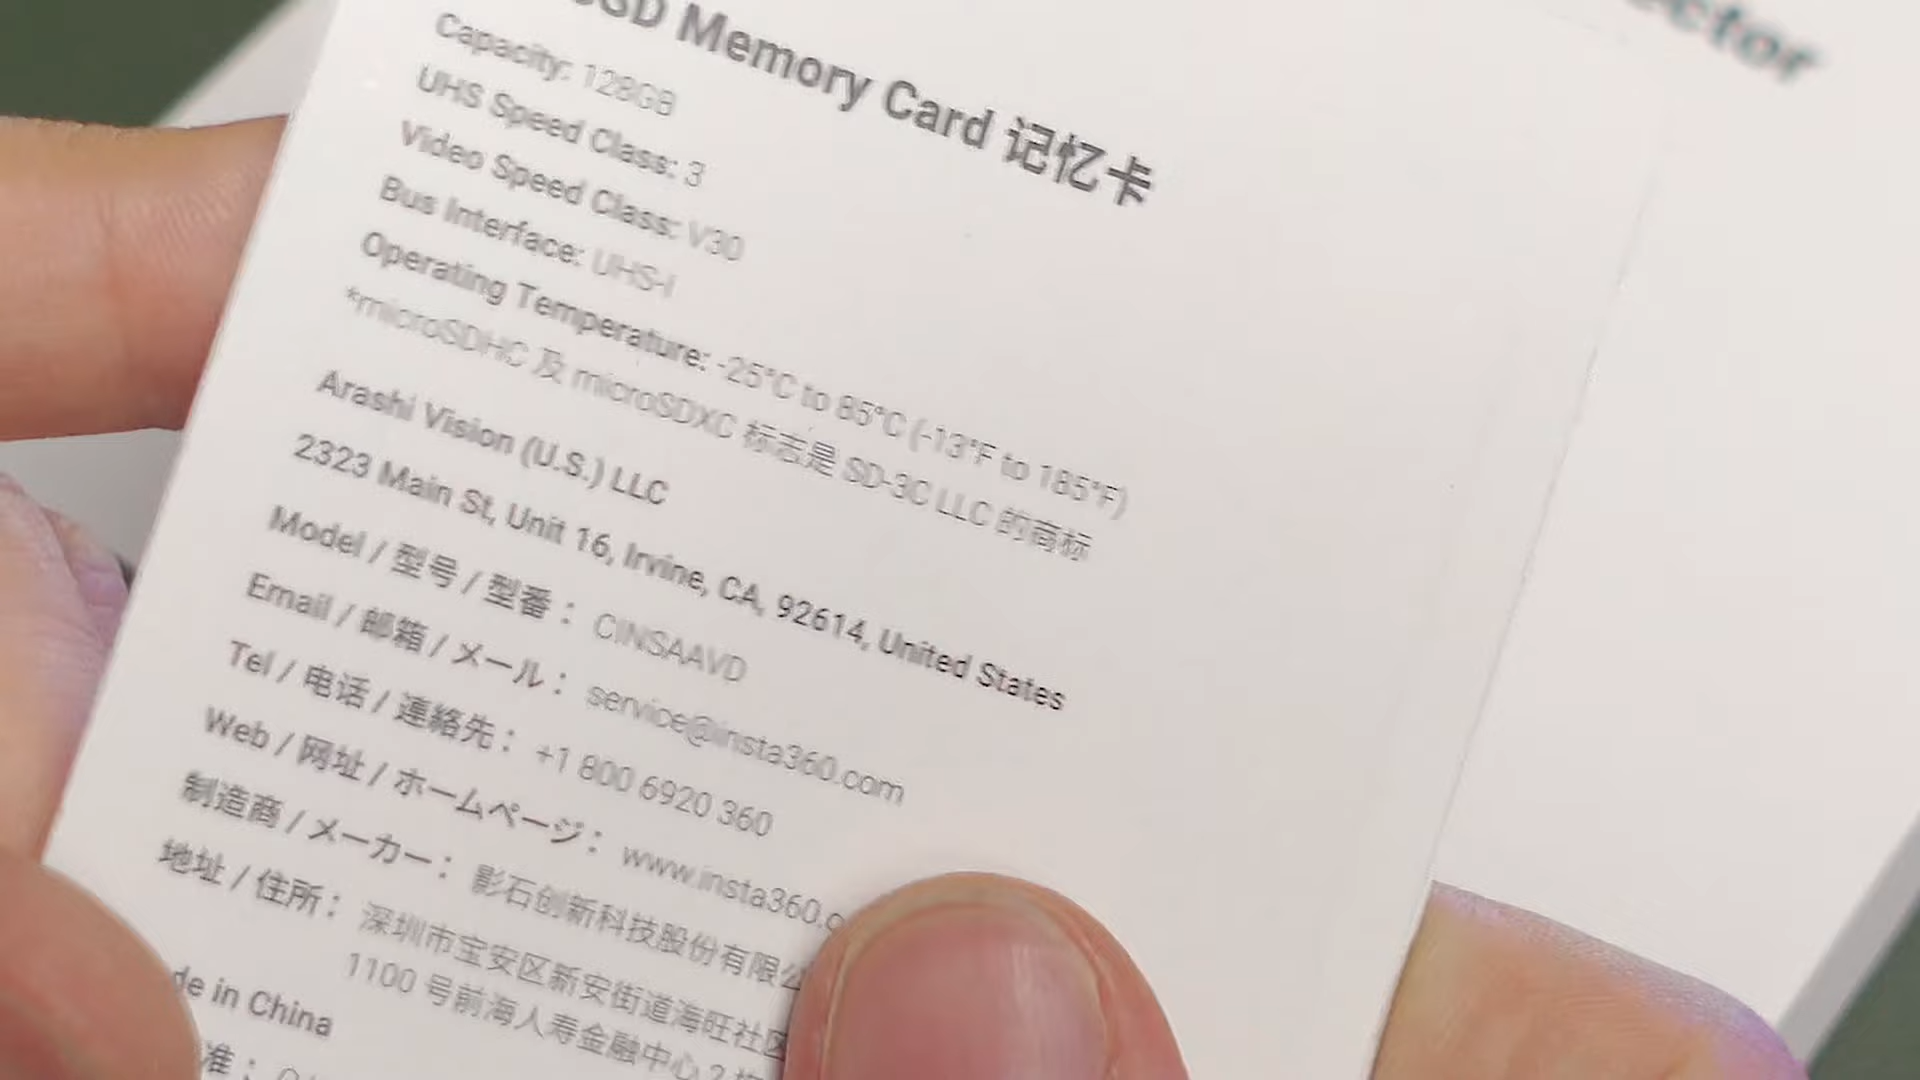 Memory Card 记忆卡
Capacity: 128GB
UHS Speed Class: 3
Video Speed Class: V30
Bus Interface: UHS-I
Operating Temperature: -25°C to 85°C (-13°F to 185°F)
*microSDHC 及 microSDXC 标志是 SD-3C LLC 的商标
Arashi Vision (U.S.) LLC
2323 Main St, Unit 16, Irvine, CA, 92614, United States
Model / 型号 / 型番： CINSAAVD
Email / 邮箱 / メール： service@insta360.com
Tel / 电话 / 連絡先： +1 800 6920 360
Web / 网址 / ホームページ： www.insta360.c
制造商 / メーカー： 影石创新科技股份有限公
地址 / 住所： 深圳市宝安区新安街道海旺社区
1100 号前海人寿金融中心 2
de in China
准：
ector